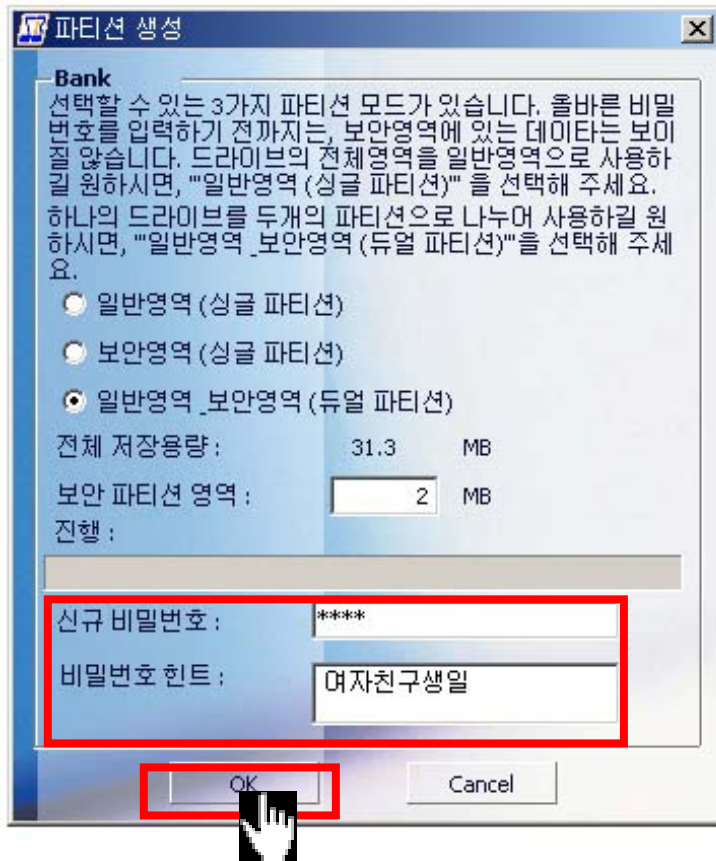 파티션 생성
Bank
선택할 수 있는 3가지 파티션 모드가 있습니다. 올바른 비밀
번호를 입력하기 전까지는, 보안영역에 있는 데이타는 보이
질 않습니다. 드라이브의 전체영역을 일반영역으로 사용하
길 원하시면, '"일반영역 (싱글 파티션)'" 을 선택해 주세요.
하나의 드라이브를 두개의 파티션으로 나누어 사용하길 원
하시면, '"일반영역 _보안영역 (듀얼 파티션)'"을 선택해 주세
요.
일반영역 (싱글 파티션)
보안영역 (싱글 파티션)
일반영역 _보안영역 (듀얼 파티션)
전체 저장용량 : 31.3 MB
보안 파티션 영역 : 2 MB
진행 :
신규 비밀번호 : ****
비밀번호 힌트 : 여자친구생일
OK Cancel